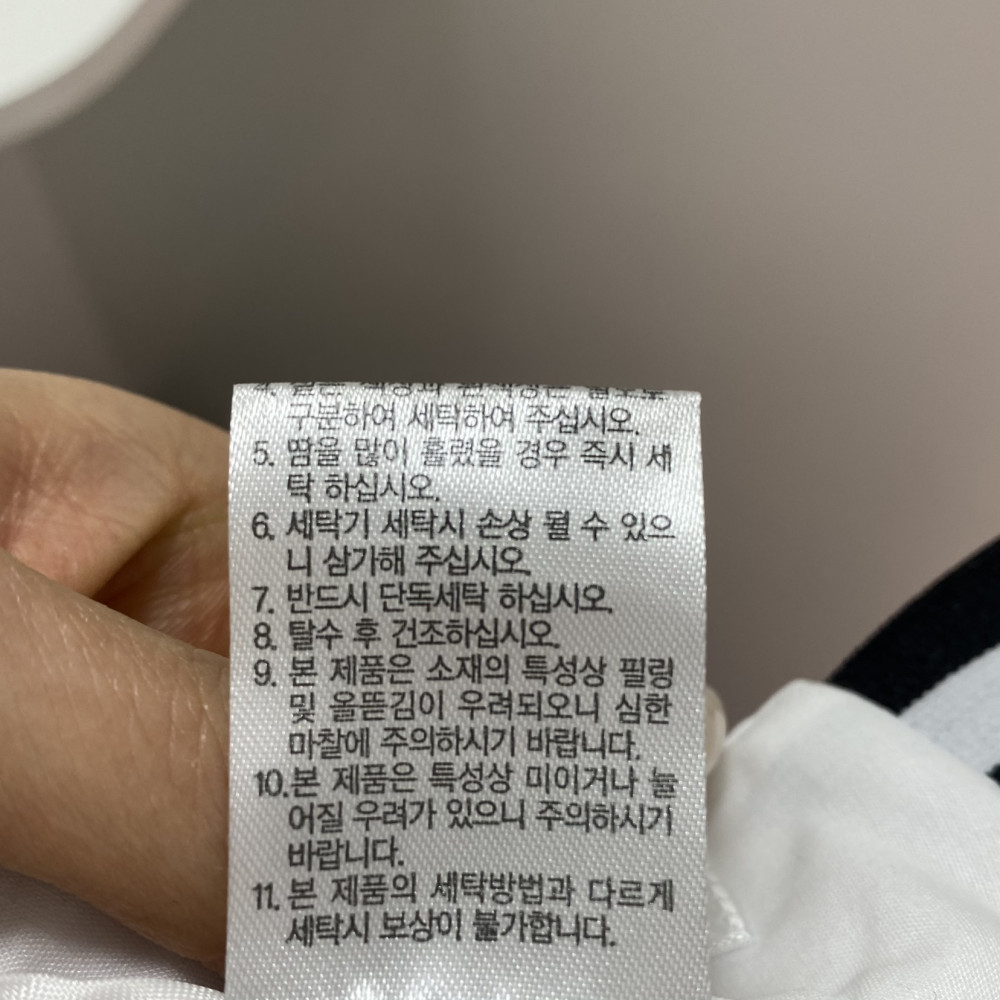 구분하여 세탁하여 주십시오.
5. 땀을 많이 흘렸을 경우 즉시 세
탁 하십시오.
6. 세탁기 세탁시 손상 될 수 있으
니 삼가해 주십시오.
7. 반드시 단독세탁 하십시오.
8. 탈수 후 건조하십시오.
9. 본 제품은 소재의 특성상 필링
및 올뜯김이 우려되오니 심한
마찰에 주의하시기 바랍니다.
10. 본 제품은 특성상 미이거나 늘
어질 우려가 있으니 주의하시기
바랍니다.
11. 본 제품의 세탁방법과 다르게
세탁시 보상이 불가합니다.